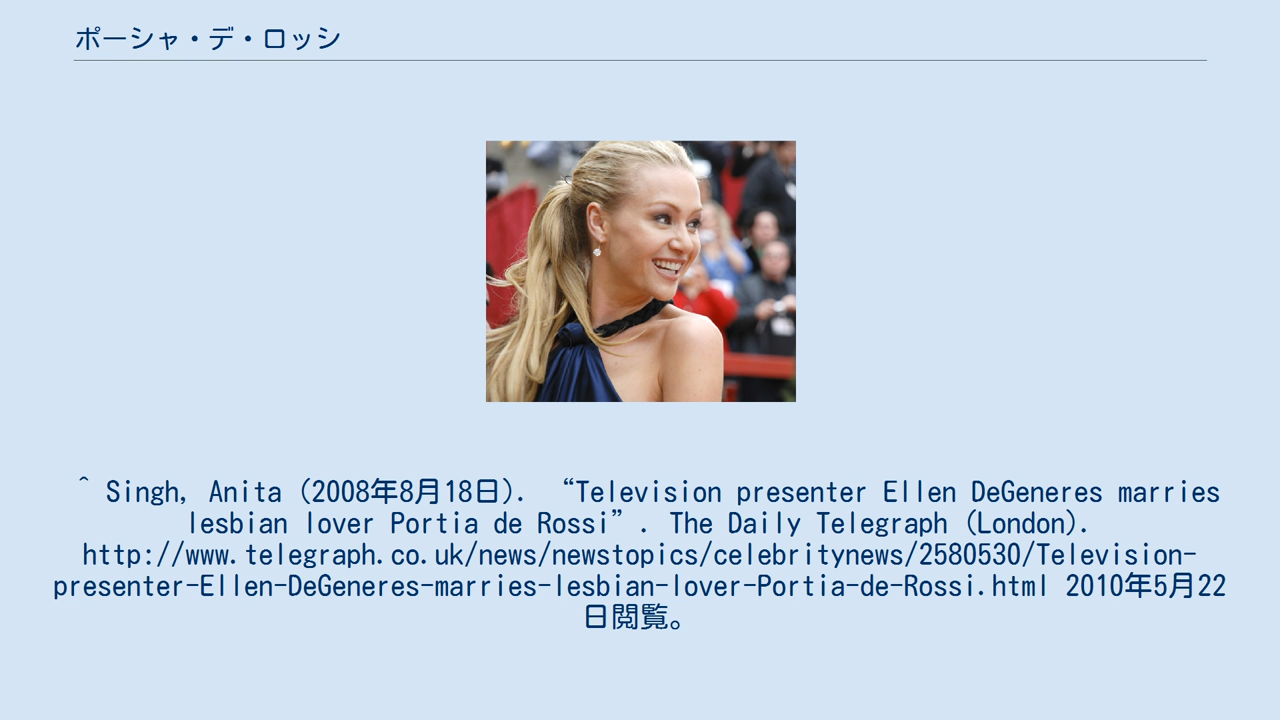 ポーシャ・デ・ロッシ
^ Singh, Anita (2008年8月18日). “Television presenter Ellen DeGeneres marries
lesbian lover Portia de Rossi”. The Daily Telegraph (London).
http://www.telegraph.co.uk/news/newstopics/celebritynews/2580530/Television-
presenter-Ellen-DeGeneres-marries-lesbian-lover-Portia-de-Rossi.html 2010年5月22
日閲覧。